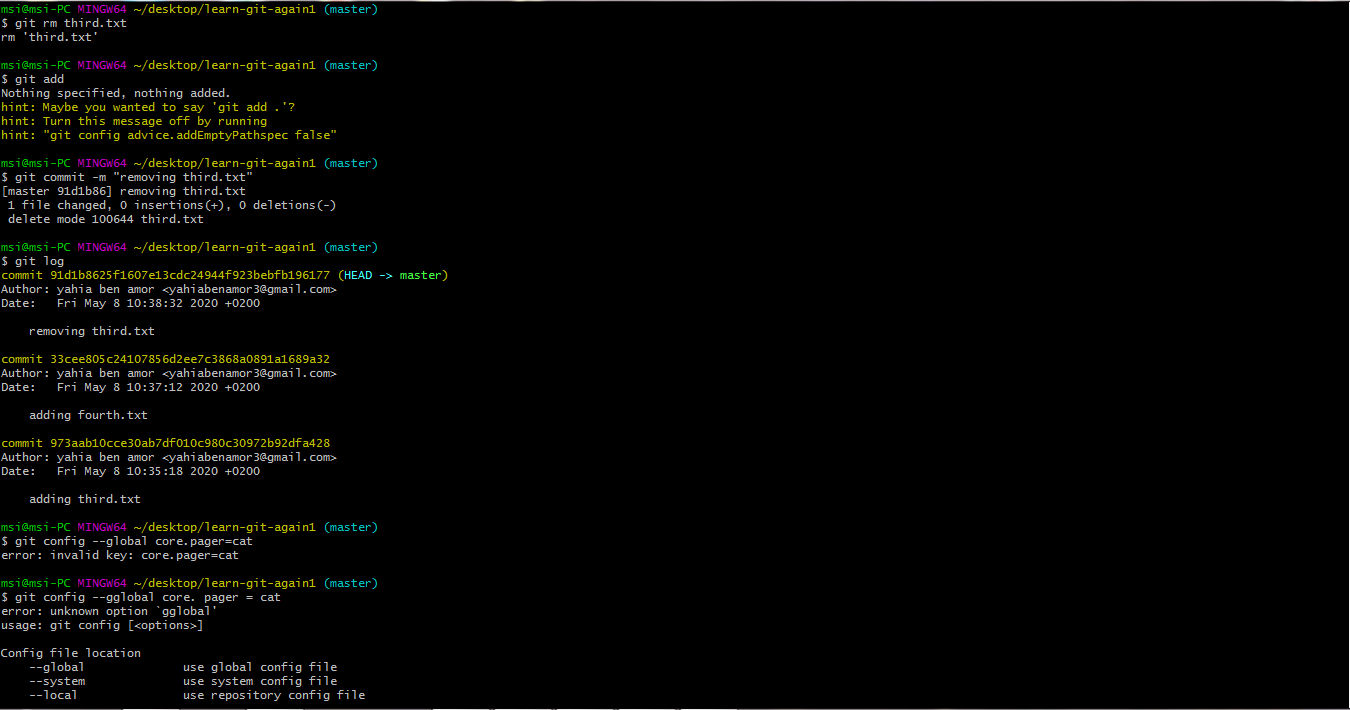 msi@msi-PC MINGW64 ~/desktop/learn-git-again1 (master)
$ git rm third.txt
rm 'third.txt'

msi@msi-PC MINGW64 ~/desktop/learn-git-again1 (master)
$ git add
Nothing specified, nothing added.
hint: Maybe you wanted to say 'git add .'?
hint: Turn this message off by running
hint: "git config advice.addEmptyPathspec false"

msi@msi-PC MINGW64 ~/desktop/learn-git-again1 (master)
$ git commit -m "removing third.txt"
[master 91d1b86] removing third.txt
 1 file changed, 0 insertions(+), 0 deletions(-)
 delete mode 100644 third.txt

msi@msi-PC MINGW64 ~/desktop/learn-git-again1 (master)
$ git log
commit 91d1b8625f1607e13cdc24944f923bebfb196177 (HEAD -> master)
Author: yahia ben amor <yahiabenamor3@gmail.com>
Date:   Fri May 8 10:38:32 2020 +0200

    removing third.txt

commit 33cee805c24107856d2ee7c3868a0891a1689a32
Author: yahia ben amor <yahiabenamor3@gmail.com>
Date:   Fri May 8 10:37:12 2020 +0200

    adding fourth.txt

commit 973aab10cce30ab7df010c980c30972b92dfa428
Author: yahia ben amor <yahiabenamor3@gmail.com>
Date:   Fri May 8 10:35:18 2020 +0200

    adding third.txt

msi@msi-PC MINGW64 ~/desktop/learn-git-again1 (master)
$ git config --global core.pager=cat
error: invalid key: core.pager=cat

msi@msi-PC MINGW64 ~/desktop/learn-git-again1 (master)
$ git config --gglobal core. pager = cat
error: unknown option `gglobal'
usage: git config [<options>]

Config file location
    --global              use global config file
    --system              use system config file
    --local               use repository config file